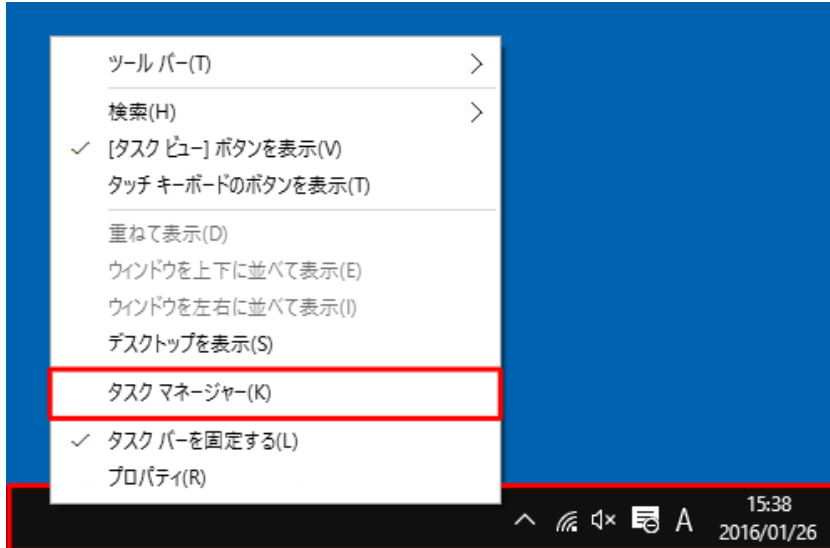 ツール バー(T)
検索(H)
[タスク ビュー] ボタンを表示(V)
タッチ キーボードのボタンを表示(T)
重ねて表示(D)
ウィンドウを上下に並べて表示(E)
ウィンドウを左右に並べて表示(I)
デスクトップを表示(S)
タスク マネージャー(K)
タスク バーを固定する(L)
プロパティ(R)
A
15:38
2016/01/26